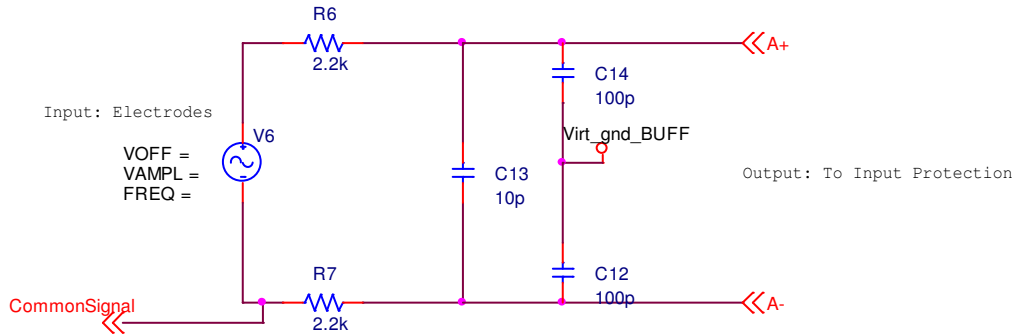 R6
2.2k
A+
C14
100p
Input: Electrodes
V6
Virt_gnd_BUFF
VOFF =
VAMPL =
FREQ =
C13
10p
Output: To Input Protection
R7
2.2k
C12
100p
CommonSignal
A-